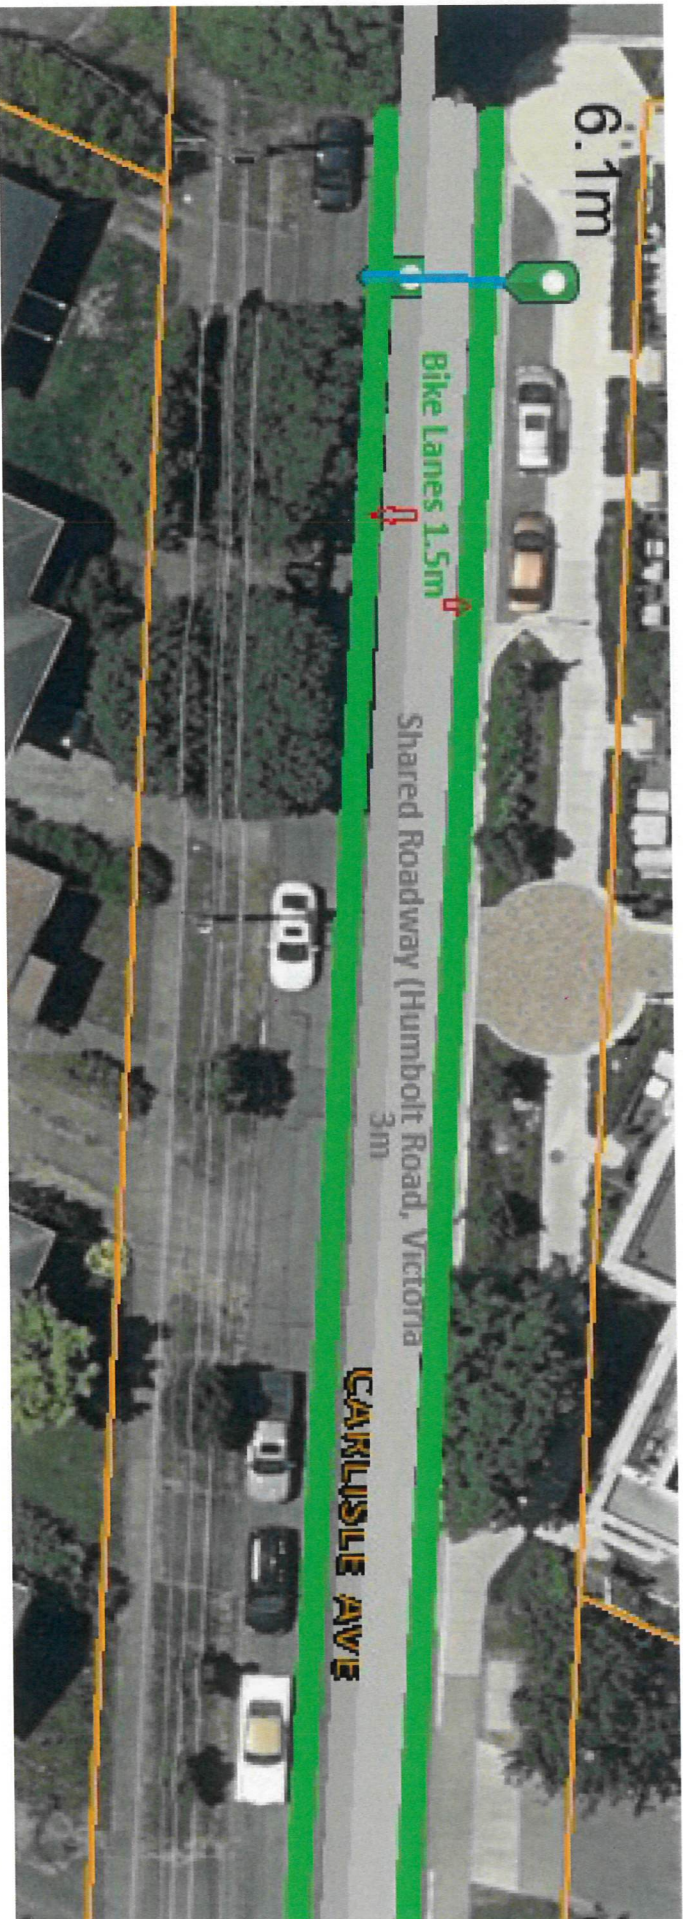 6.1m
Bike Lanes 1.5m
Shared Roadway (Humbolt Road, Victoria
3m
CARLISLE AVE